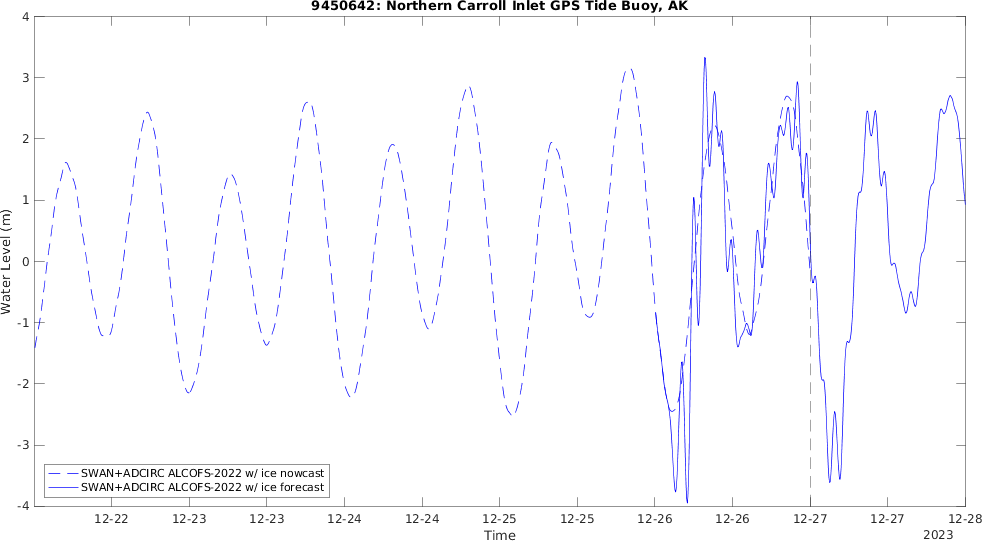 9450642: Northern Carroll Inlet GPS Tide Buoy, AK
4
3
2
1
0
-1
-2
-3
-4
Water Level (m)
SWAN+ADCIRC ALCOFS-2022 w/ ice nowcast
SWAN+ADCIRC ALCOFS-2022 w/ ice forecast
12-22 12-23 12-23 12-24 12-24 12-25 12-25 12-26 12-26 12-27 12-27 12-28
Time
2023